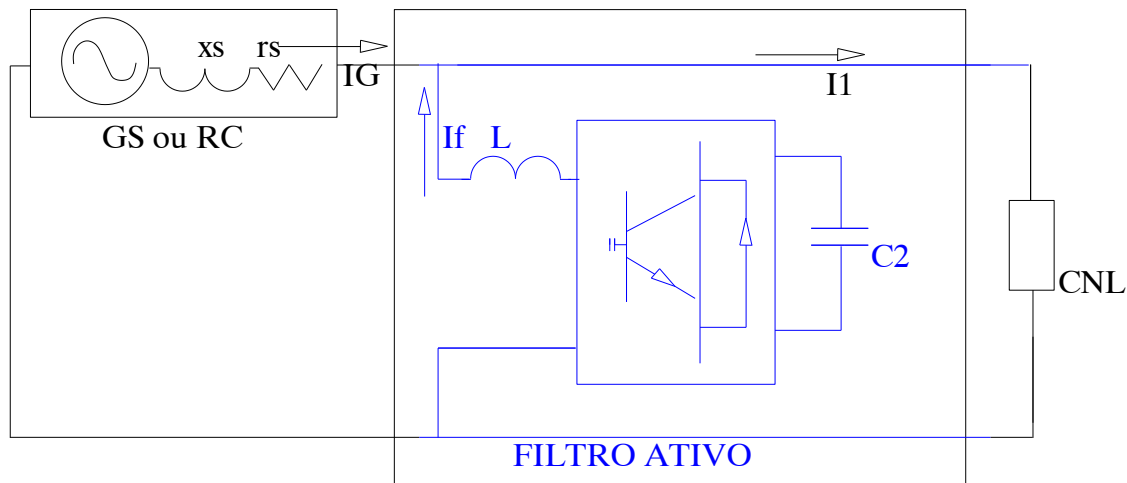 xs rs
IG
GS ou RC
I1
If L
C2
CNL
FILTRO ATIVO